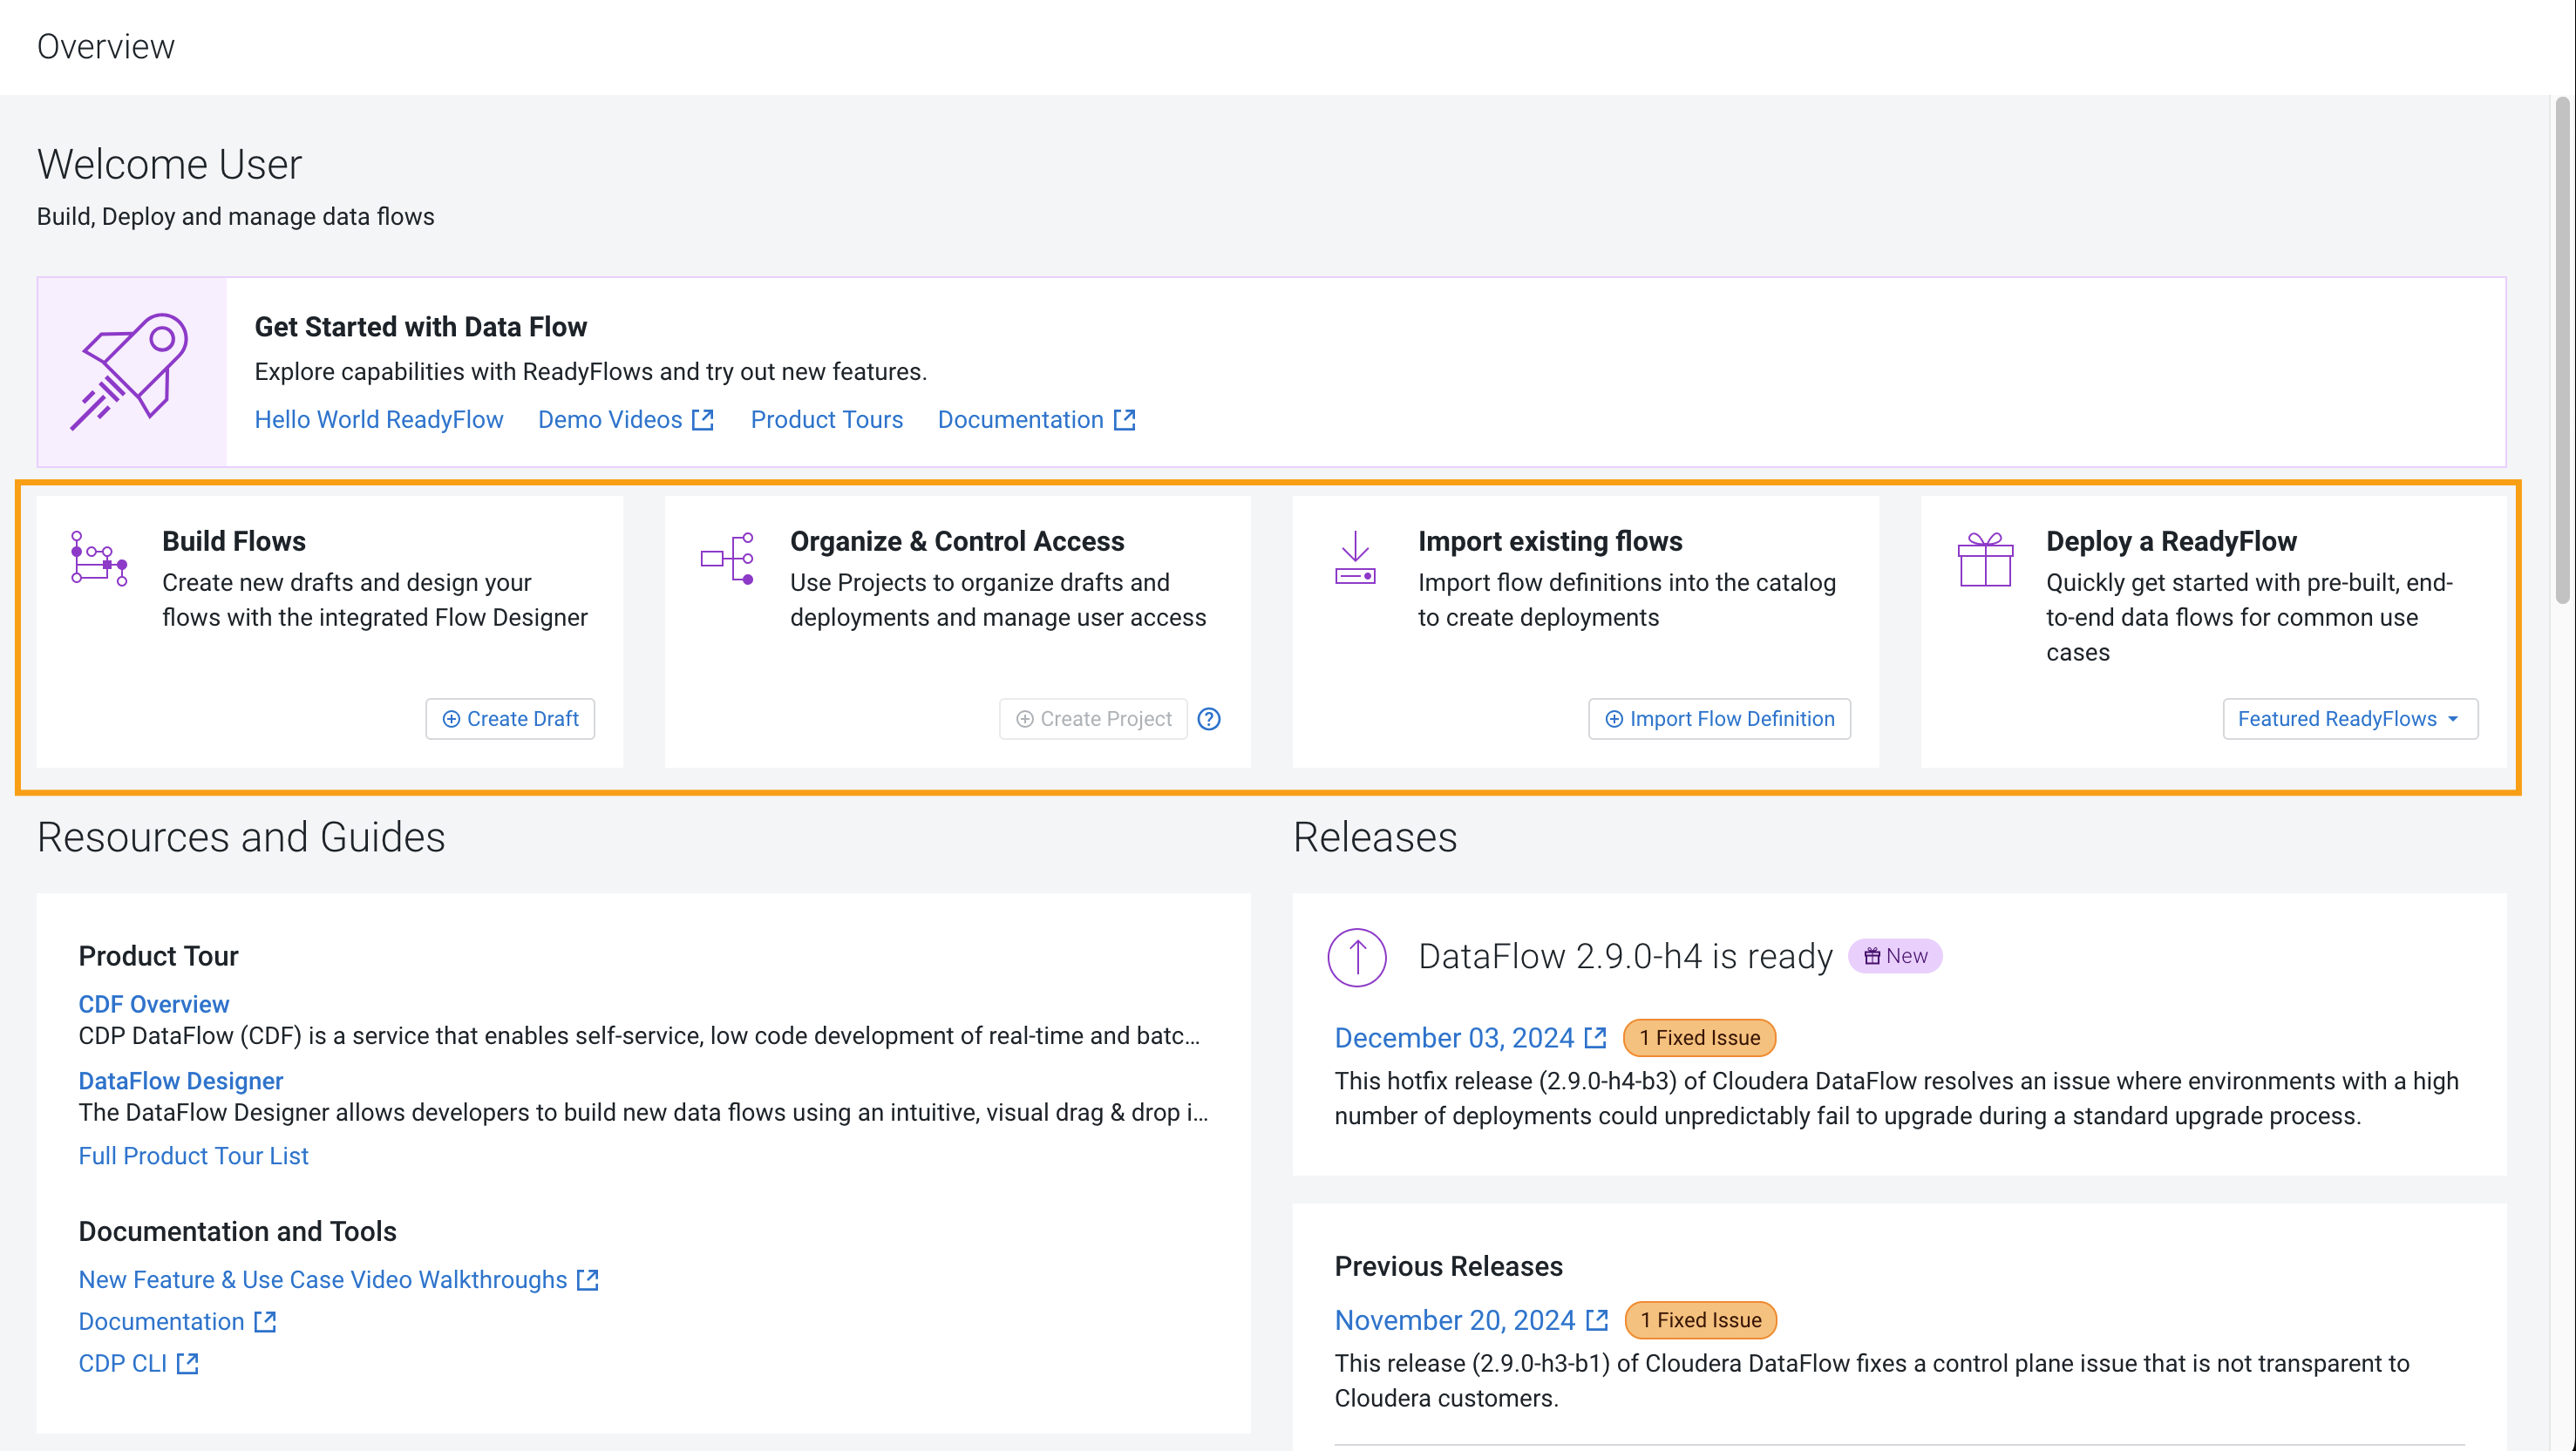 Overview
Welcome User
Build, Deploy and manage data flows
Get Started with Data Flow
Explore capabilities with ReadyFlows and try out new features.
Hello World ReadyFlow Demo Videos Product Tours Documentation
Build Flows
Create new drafts and design your
flows with the integrated Flow Designer
Create Draft
Organize & Control Access
Use Projects to organize drafts and
deployments and manage user access
Create Project
Import existing flows
Import flow definitions into the catalog
to create deployments
Import Flow Definition
Deploy a ReadyFlow
Quickly get started with pre-built, end-
to-end data flows for common use
cases
Featured ReadyFlows
Resources and Guides
Product Tour
CDF Overview
CDP DataFlow (CDF) is a service that enables self-service, low code development of real-time and batc...
DataFlow Designer
The DataFlow Designer allows developers to build new data flows using an intuitive, visual drag & drop i...
Full Product Tour List
Documentation and Tools
New Feature & Use Case Video Walkthroughs
Documentation
CDP CLI
Releases
DataFlow 2.9.0-h4 is ready New
December 03, 2024 1 Fixed Issue
This hotfix release (2.9.0-h4-b3) of Cloudera DataFlow resolves an issue where environments with a high
number of deployments could unpredictably fail to upgrade during a standard upgrade process.
Previous Releases
November 20, 2024 1 Fixed Issue
This release (2.9.0-h3-b1) of Cloudera DataFlow fixes a control plane issue that is not transparent to
Cloudera customers.